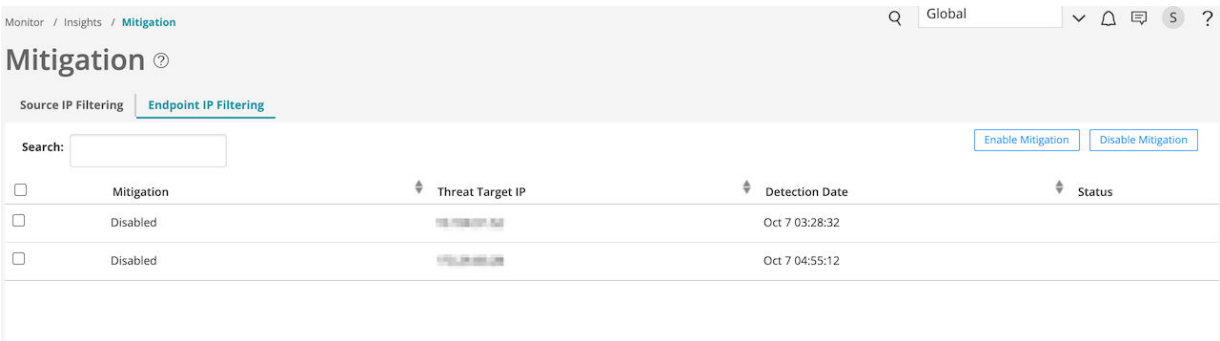 Monitor / Insights / Mitigation
Global
S
?
Mitigation ?
Source IP Filtering
Endpoint IP Filtering
Search:
Enable Mitigation
Disable Mitigation
Mitigation Threat Target IP Detection Date Status
Disabled Oct 7 03:28:32
Disabled Oct 7 04:55:12